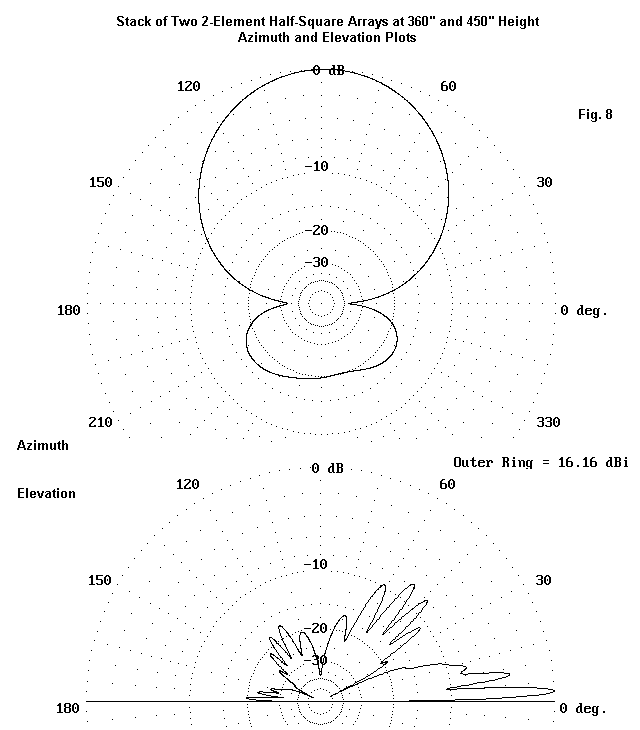 Stack of Two 2-Element Half-Square Arrays at 360" and 450" Height
Azimuth and Elevation Plots
0 dB
120
60
Fig. 8
-10
150
30
-20
-30
180
0 deg.
210
330
Azimuth
Outer Ring = 16.16 dBi
0 dB
Elevation
120
60
-10
150
30
-20
-30
180
0 deg.